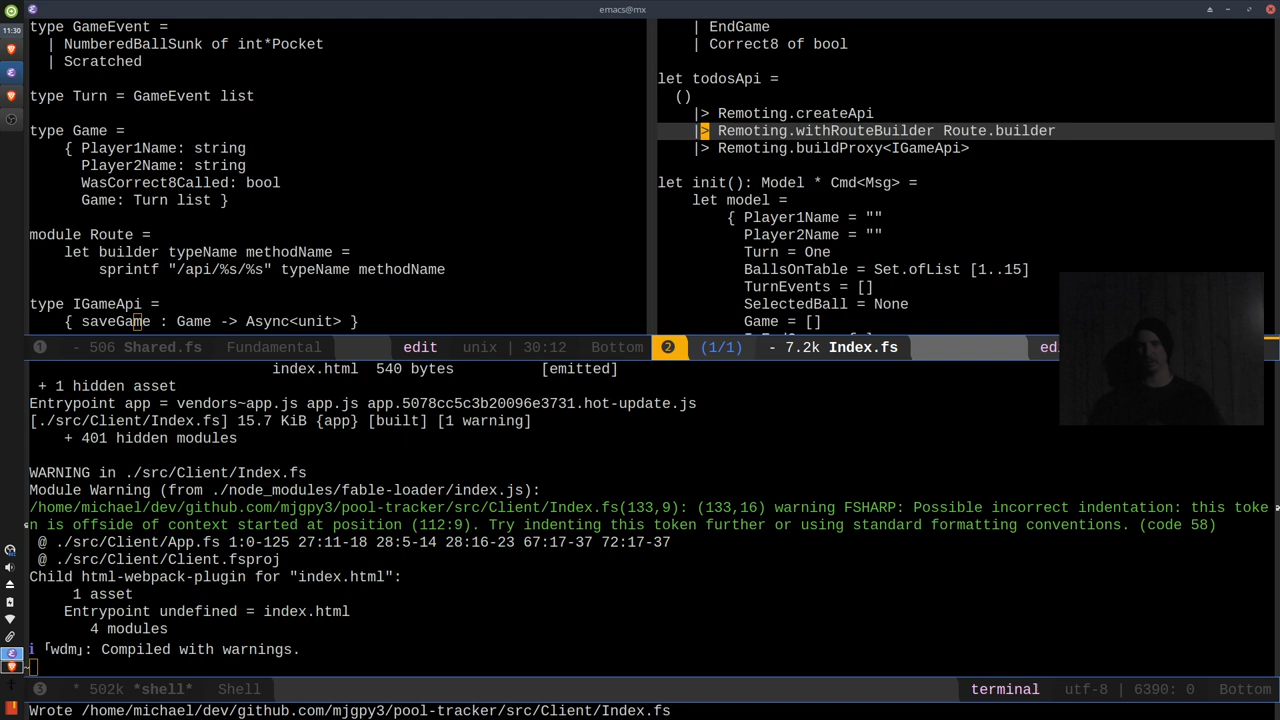 emacs@mx
11:30
type GameEvent =
| NumberedBallSunk of int*Pocket
| Scratched
type Turn = GameEvent list
type Game =
{ Player1Name: string
Player2Name: string
WasCorrect8Called: bool
Game: Turn list }
module Route =
let builder typeName methodName =
sprintf "/api/%s/%s" typeName methodName
type IGameApi =
{ saveGame : Game -> Async<unit> }
1 - 506 Shared.fs Fundamental edit unix | 30:12 Bottom
| EndGame
| Correct8 of bool
let todosApi =
()
|> Remoting.createApi
|> Remoting.withRouteBuilder Route.builder
|> Remoting.buildProxy<IGameApi>
let init(): Model * Cmd<Msg> =
let model =
{ Player1Name = ""
Player2Name = ""
Turn = One
BallsOnTable = Set.ofList [1..15]
TurnEvents = []
SelectedBall = None
Game = []
2 (1/1) - 7.2k Index.fs
index.html 540 bytes [emitted]
+ 1 hidden asset
Entrypoint app = vendors~app.js app.js app.5078cc5c3b20096e3731.hot-update.js
[./src/Client/Index.fs] 15.7 KiB {app} [built] [1 warning]
+ 401 hidden modules
WARNING in ./src/Client/Index.fs
Module Warning (from ./node_modules/fable-loader/index.js):
/home/michael/dev/github.com/mjgpy3/pool-tracker/src/Client/Index.fs(133,9): (133,16) warning FSHARP: Possible incorrect indentation: this toke
n is offside of context started at position (112:9). Try indenting this token further or using standard formatting conventions. (code 58)
@ ./src/Client/App.fs 1:0-125 27:11-18 28:5-14 28:16-23 67:17-37 72:17-37
@ ./src/Client/Client.fsproj
Child html-webpack-plugin for "index.html":
1 asset
Entrypoint undefined = index.html
4 modules
i ｢wdm｣: Compiled with warnings.
3 * 502k *shell* Shell terminal utf-8 | 6390: 0 Bottom
Wrote /home/michael/dev/github.com/mjgpy3/pool-tracker/src/Client/Index.fs